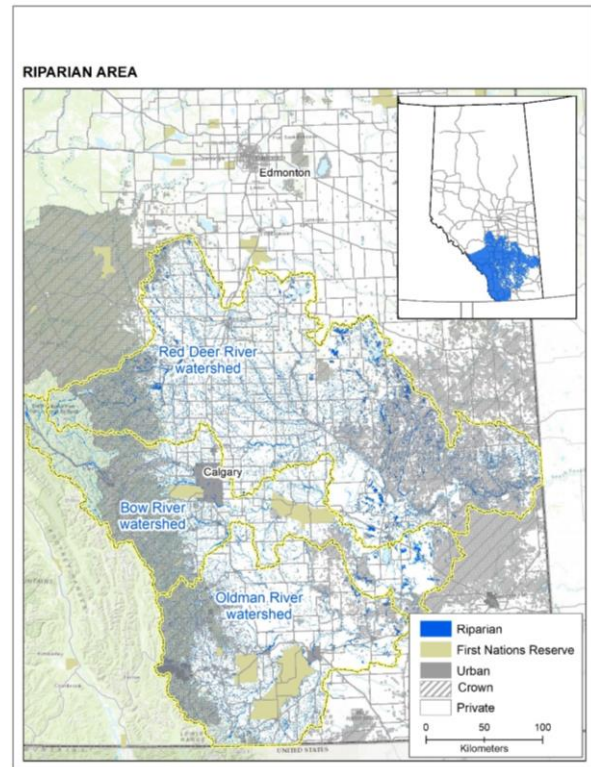 RIPARIAN AREA
Edmonton
Red Deer River
watershed
Calgary
Bow River
watershed
Oldman River
watershed
Riparian
First Nations Reserve
Urban
Crown
Private
0 50 100
Kilometers
UNITED STATES